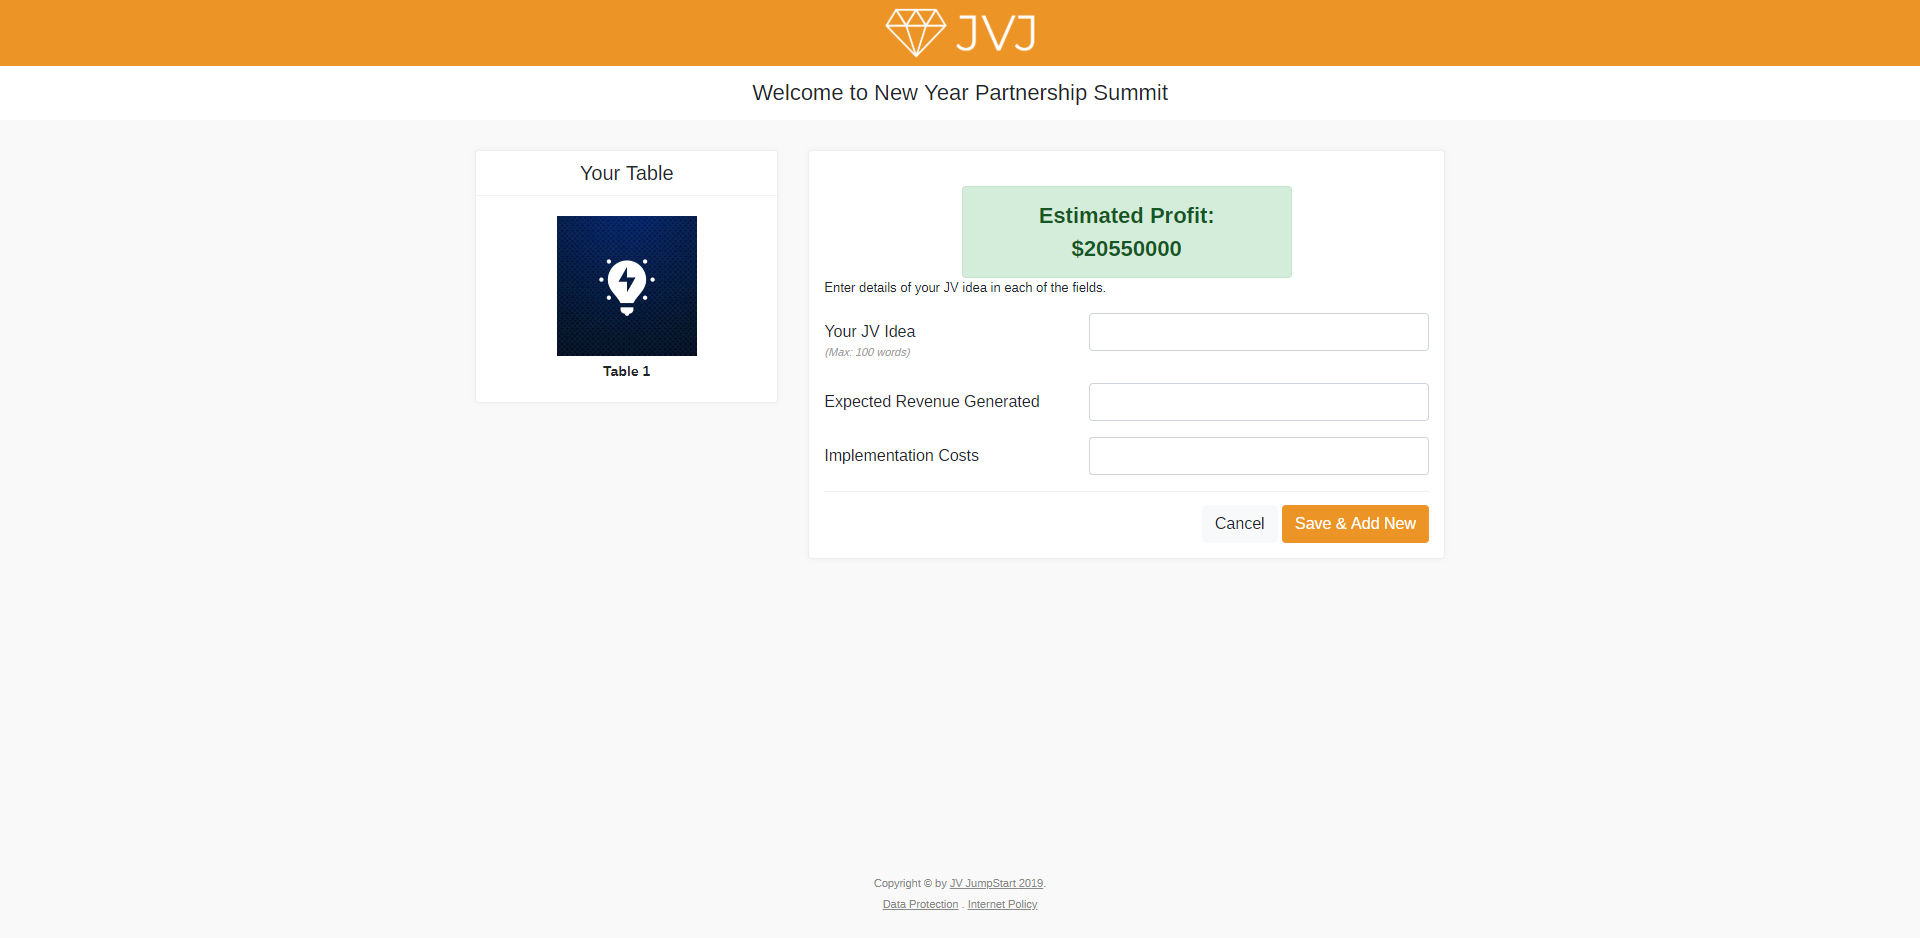 JVJ
Welcome to New Year Partnership Summit
Your Table
Table 1
Estimated Profit:
$20550000
Enter details of your JV idea in each of the fields.
Your JV Idea
(Max: 100 words)
Expected Revenue Generated
Implementation Costs
Cancel Save & Add New
Copyright © by JV JumpStart 2019.
Data Protection . Internet Policy